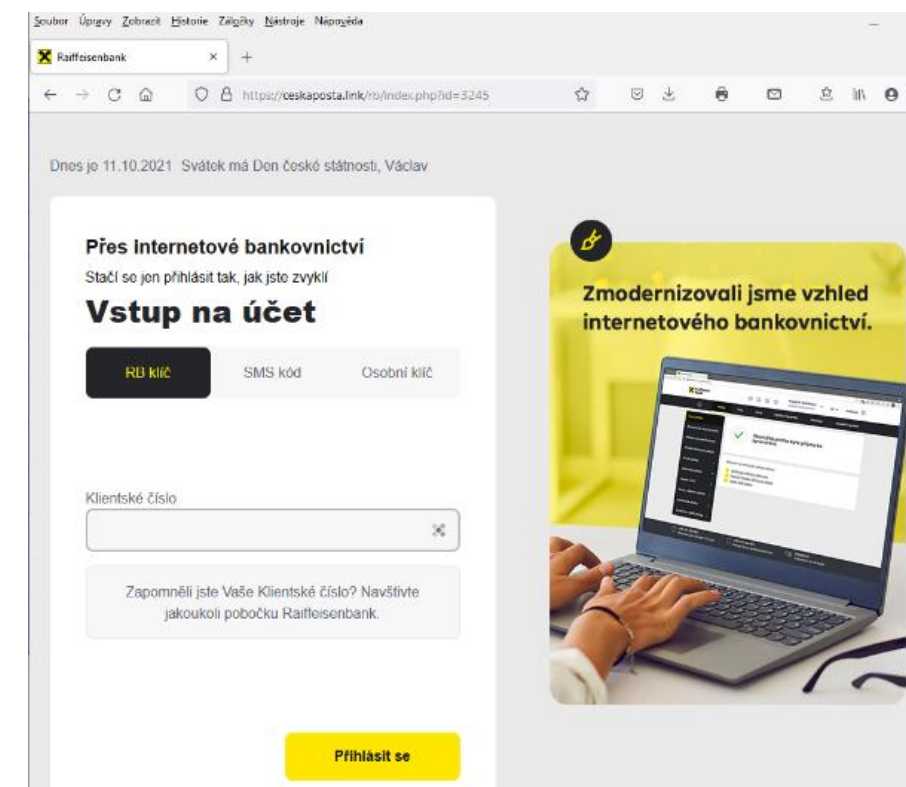 Soubor Úpravy Zobrazit Historie Záložky Nástroje Nápověda
Raiffeisenbank
https://ceskaposta.link/rb/index.php?id=3245
Dnes je 11.10.2021 Svátek má Den české státnosti, Václav
Přes internetové bankovnictví
Stačí se jen přihlásit tak, jak jste zvyklí
Vstup na účet
RB klíč SMS kód Osobní klíč
Klientské číslo
Zapomněli jste Vaše Klientské číslo? Navštivte
jakoukoli pobočku Raiffeisenbank.
Přihlásit se
Zmodernizovali jsme vzhled
internetového bankovnictví.